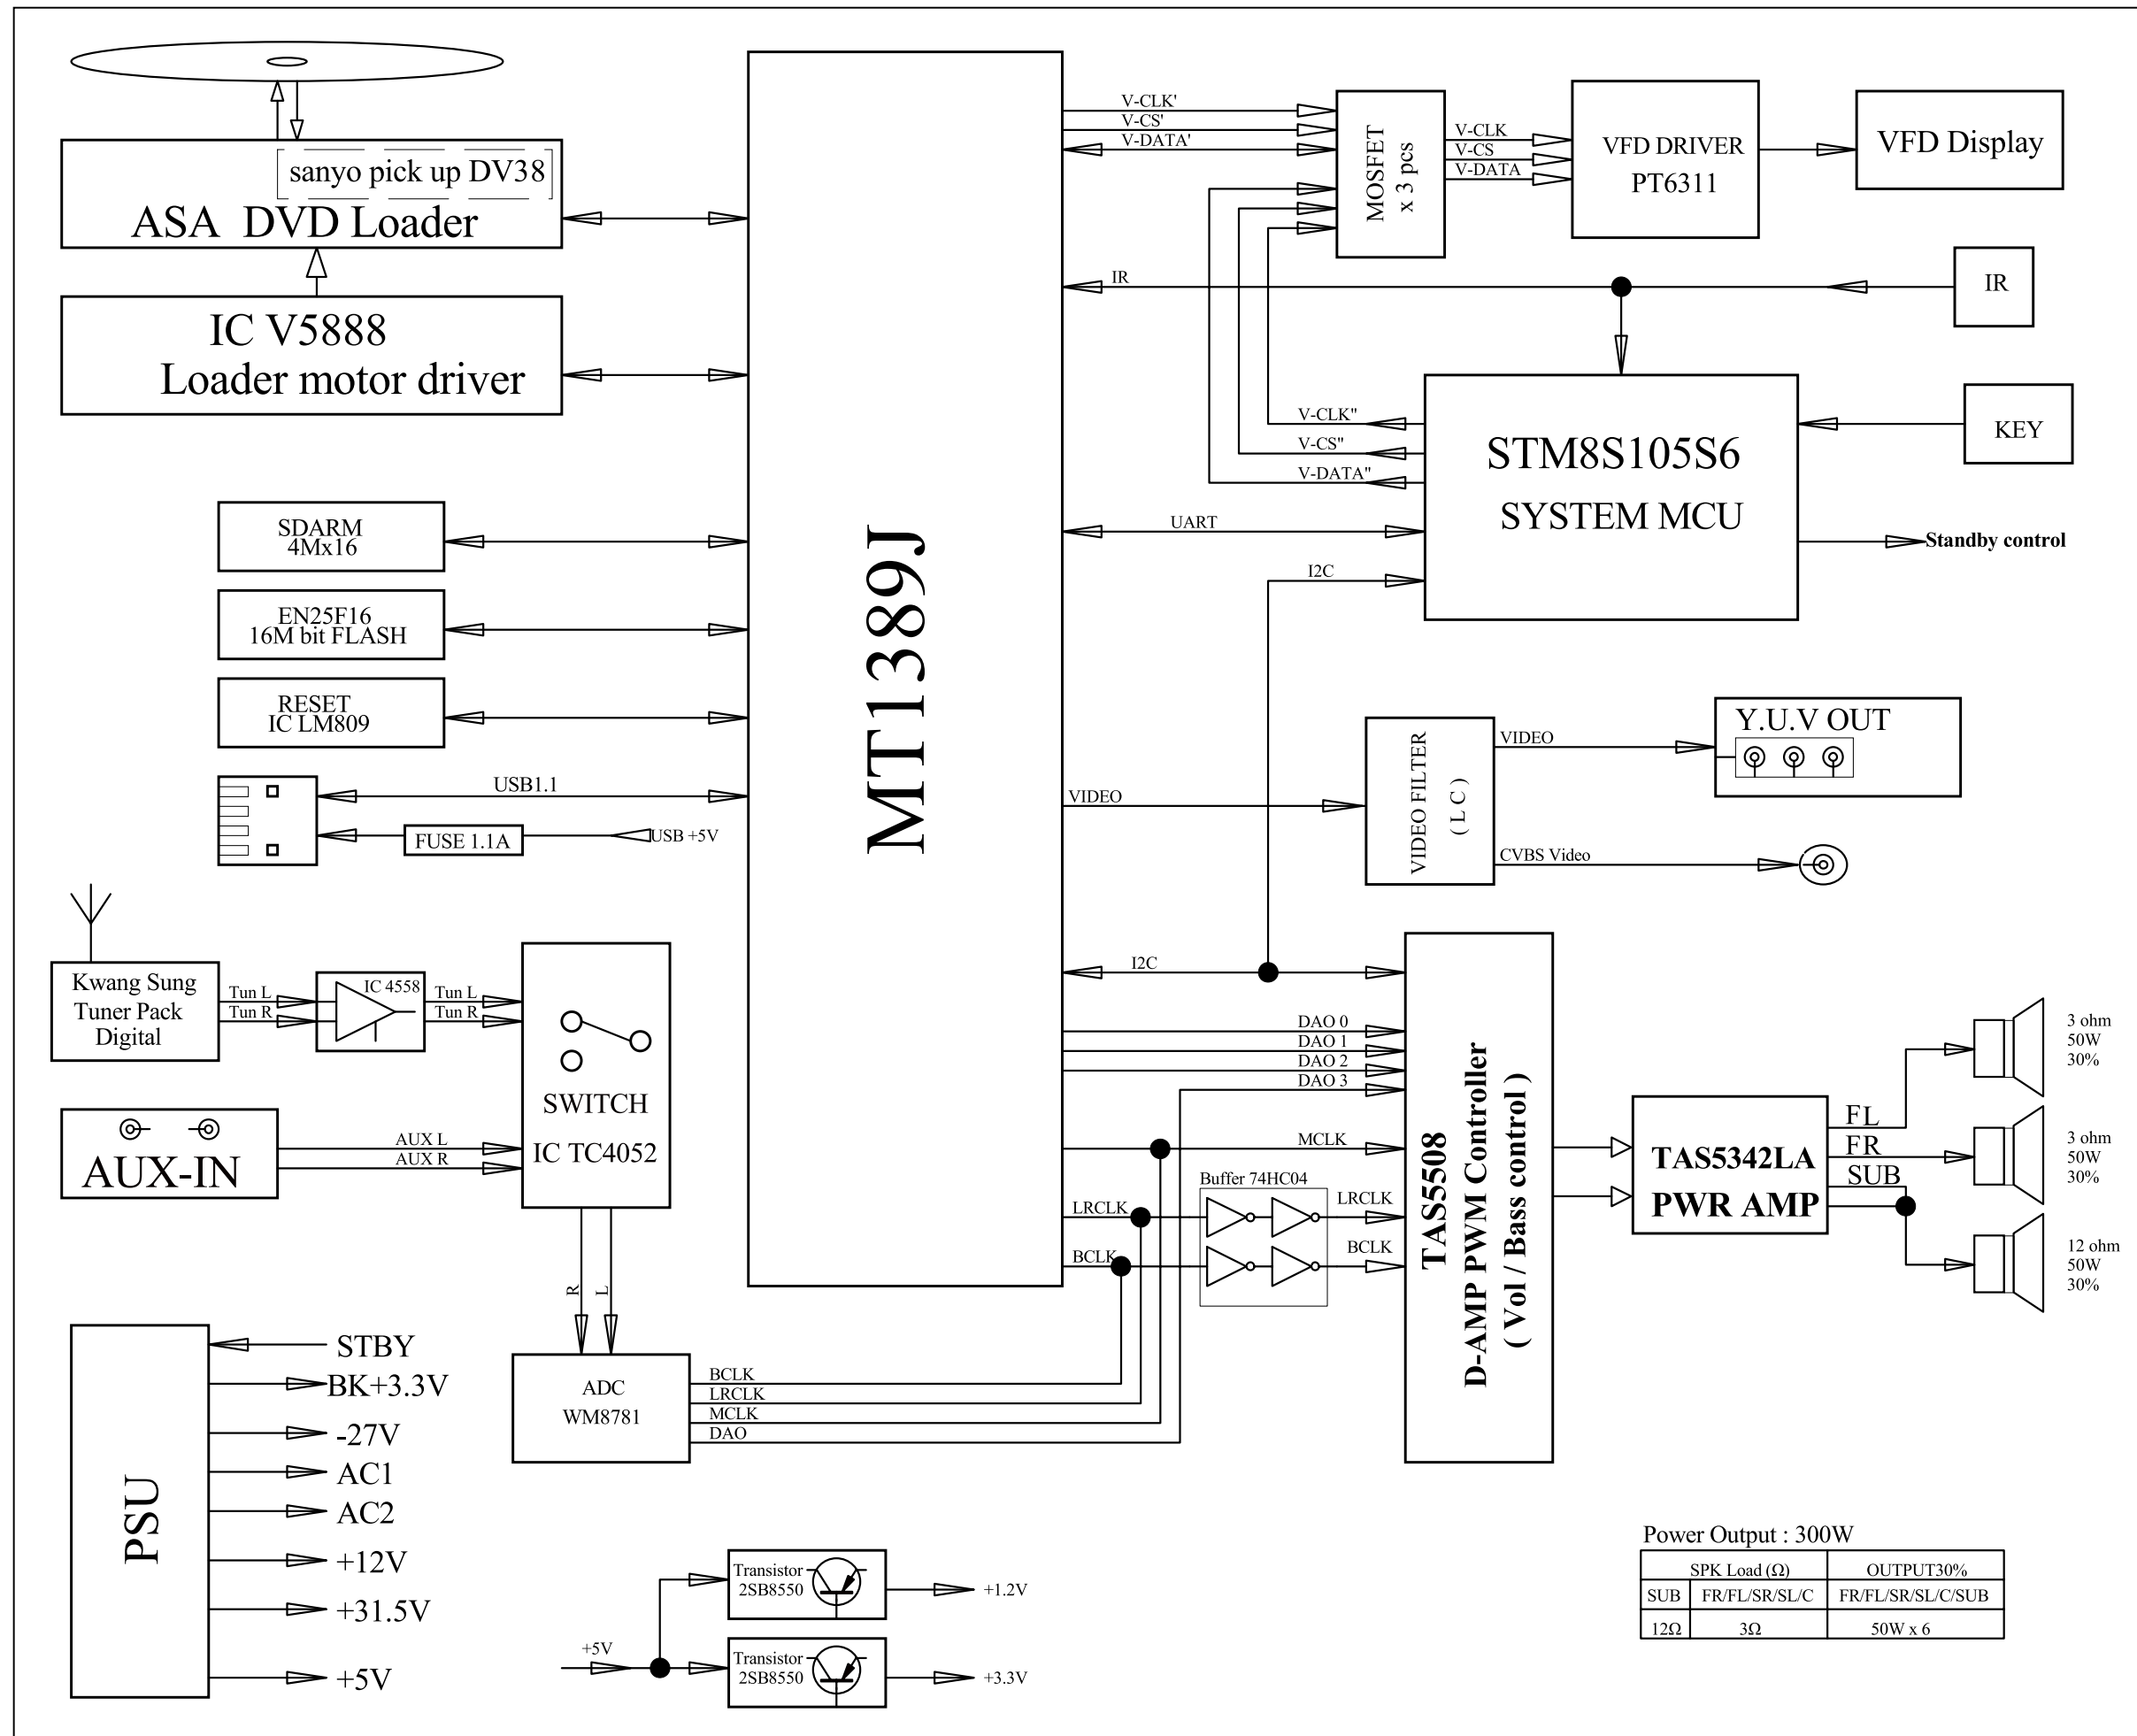 sanyo pick up DV38
ASA DVD Loader
IC V5888
Loader motor driver
SDARM
4Mx16
EN25F16
16M bit FLASH
RESET
IC LM809
USB1.1
FUSE 1.1A
USB +5V
Kwang Sung
Tuner Pack
Digital
Tun L
Tun R
IC 4558
Tun L
Tun R
AUX-IN
AUX L
AUX R
SWITCH
IC TC4052
R
L
ADC
WM8781
BCLK
LRCLK
MCLK
DAO
MT1389J
V-CLK'
V-CS'
V-DATA'
MOSFET
x 3 pcs
V-CLK
V-CS
V-DATA
VFD DRIVER
PT6311
VFD Display
IR
IR
V-CLK"
V-CS"
V-DATA"
STM8S105S6
SYSTEM MCU
KEY
Standby control
UART
I2C
VIDEO
VIDEO FILTER
( L C )
VIDEO
Y.U.V OUT
CVBS Video
I2C
DAO 0
DAO 1
DAO 2
DAO 3
MCLK
Buffer 74HC04
LRCLK
LRCLK
BCLK
BCLK
TAS5508
D-AMP PWM Controller
( Vol / Bass control )
TAS5342LA
PWR AMP
FL
FR
SUB
3 ohm
50W
30%
3 ohm
50W
30%
12 ohm
50W
30%
PSU
STBY
BK+3.3V
-27V
AC1
AC2
+12V
+31.5V
+5V
+5V
Transistor
2SB8550
+1.2V
Transistor
2SB8550
+3.3V
Power Output : 300W
SPK Load (Ω) OUTPUT30%
SUB FR/FL/SR/SL/C FR/FL/SR/SL/C/SUB
12Ω 3Ω 50W x 6